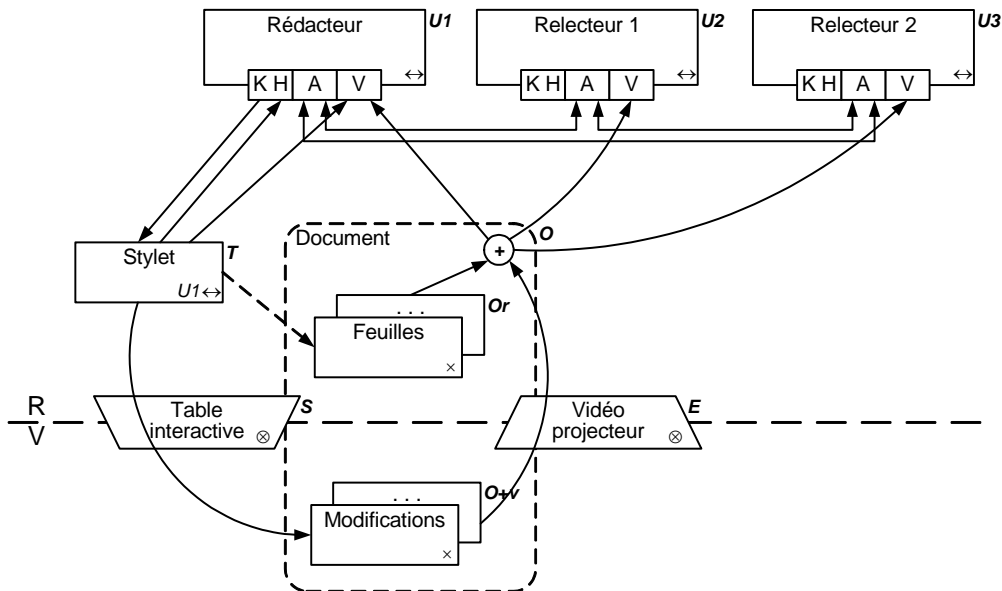 Rédacteur U1
Relecteur 1 U2
Relecteur 2 U3
↔ ↔ ↔
K H A V
K H A V
K H A V
Document
O
+
Stylet T
U1↔
. . . Or
Feuilles
×
R
V
Table
interactive S
⊗
Vidéo
projecteur E
⊗
. . . O+v
Modifications
×